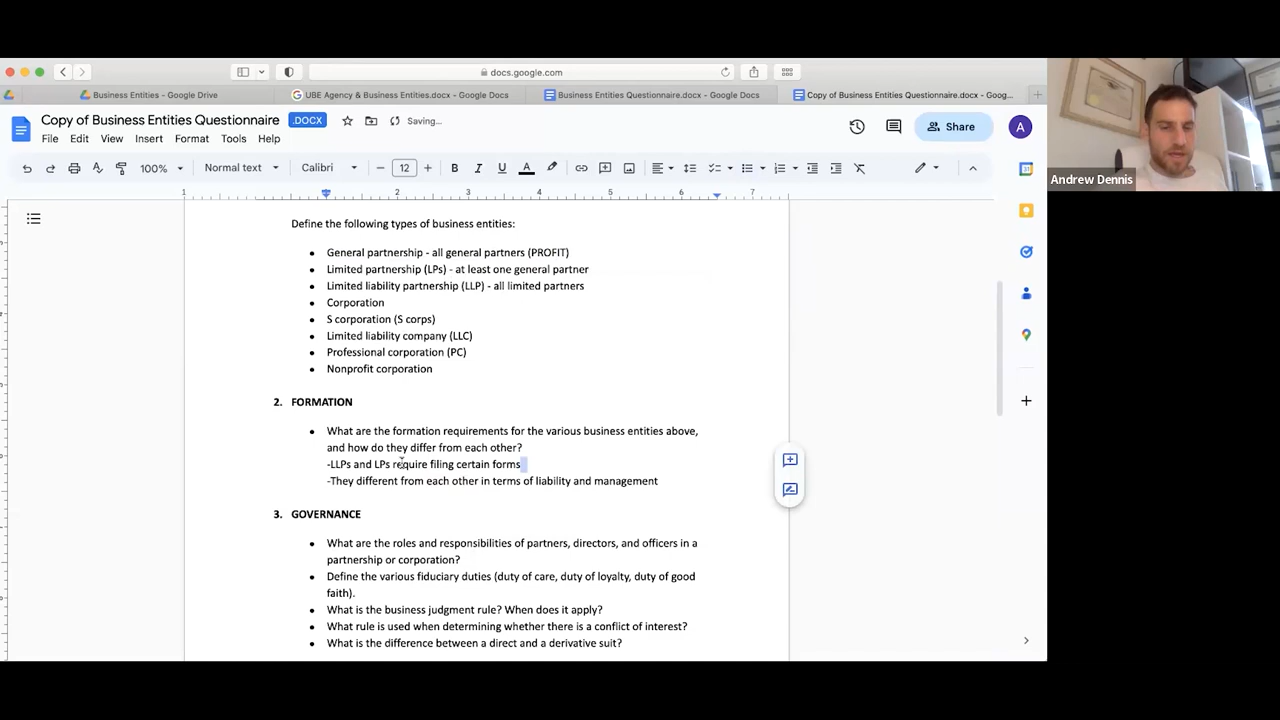 docs.google.com
Business Entities - Google Drive
UBE Agency & Business Entities.docx - Google Docs
Business Entities Questionnaire.docx - Google Docs
Copy of Business Entities Questionnaire.docx - Goog...
Copy of Business Entities Questionnaire
.DOCX
Saving...
File Edit View Insert Format Tools Help
Share
A
100%
Normal text
Calibri
12
B U A
1 1 2 3 4 5 6 7
Andrew Dennis
Define the following types of business entities:
• General partnership - all general partners (PROFIT)
• Limited partnership (LPs) - at least one general partner
• Limited liability partnership (LLP) - all limited partners
• Corporation
• S corporation (S corps)
• Limited liability company (LLC)
• Professional corporation (PC)
• Nonprofit corporation
2. FORMATION
• What are the formation requirements for the various business entities above,
and how do they differ from each other?
-LLPs and LPs require filing certain forms
-They different from each other in terms of liability and management
3. GOVERNANCE
• What are the roles and responsibilities of partners, directors, and officers in a
partnership or corporation?
• Define the various fiduciary duties (duty of care, duty of loyalty, duty of good
faith).
• What is the business judgment rule? When does it apply?
• What rule is used when determining whether there is a conflict of interest?
• What is the difference between a direct and a derivative suit?